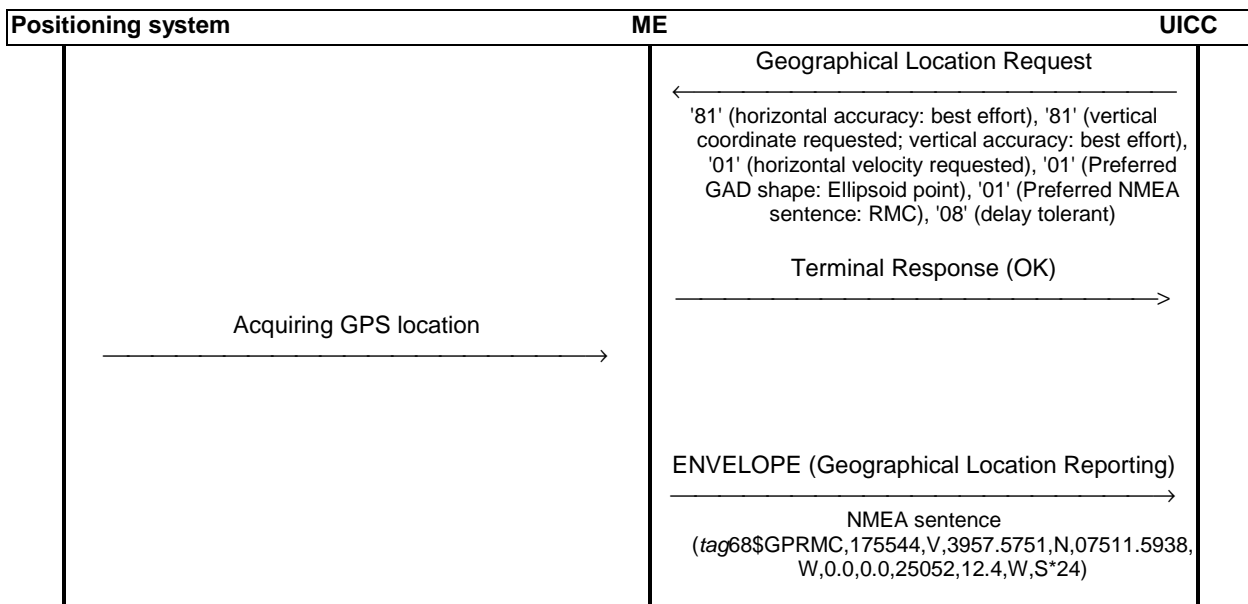 Positioning system ME UICC
Geographical Location Request
'81' (horizontal accuracy: best effort), '81' (vertical
coordinate requested; vertical accuracy: best effort),
'01' (horizontal velocity requested), '01' (Preferred
GAD shape: Ellipsoid point), '01' (Preferred NMEA
sentence: RMC), '08' (delay tolerant)
Terminal Response (OK)
Acquiring GPS location
ENVELOPE (Geographical Location Reporting)
NMEA sentence
(tag68$GPRMC,175544,V,3957.5751,N,07511.5938,
W,0.0,0.0,25052,12.4,W,S*24)